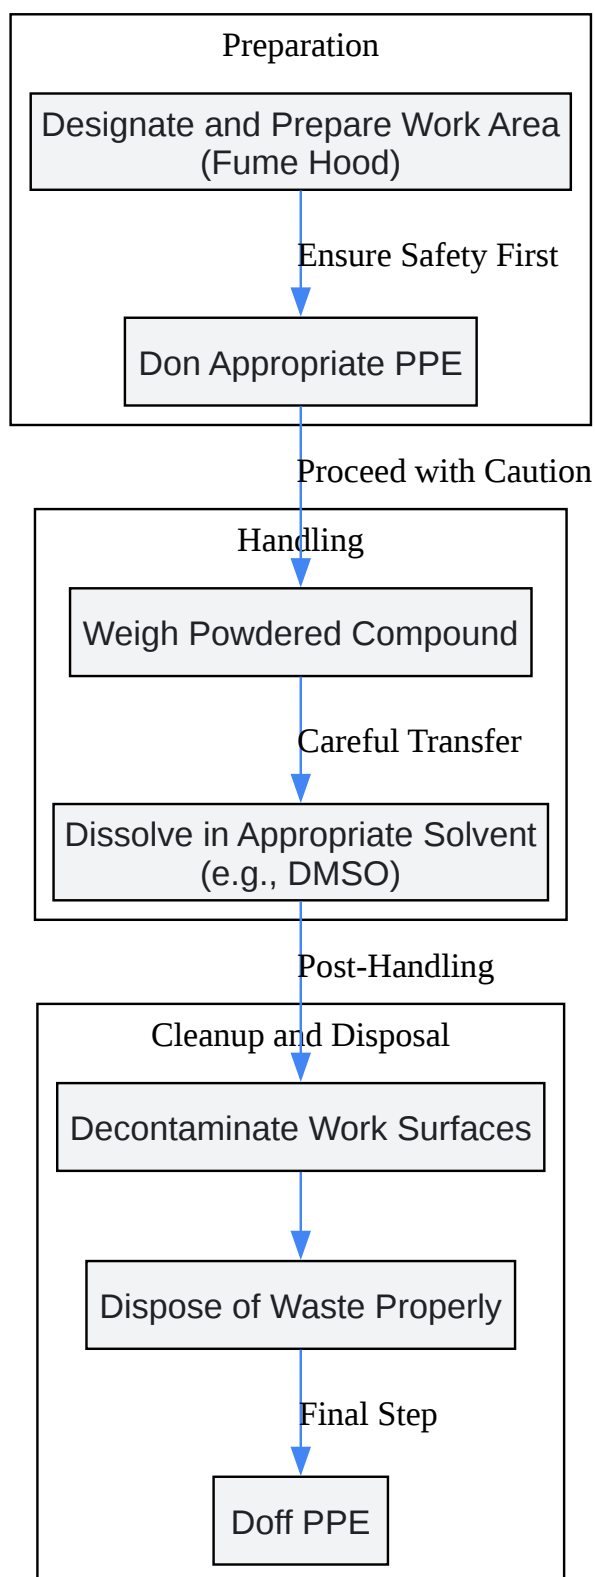 Preparation
Designate and Prepare Work Area
(Fume Hood)
Ensure Safety First
Don Appropriate PPE
Proceed with Caution
Handling
Weigh Powdered Compound
Careful Transfer
Dissolve in Appropriate Solvent
(e.g., DMSO)
Post-Handling
Cleanup and Disposal
Decontaminate Work Surfaces
Dispose of Waste Properly
Final Step
Doff PPE